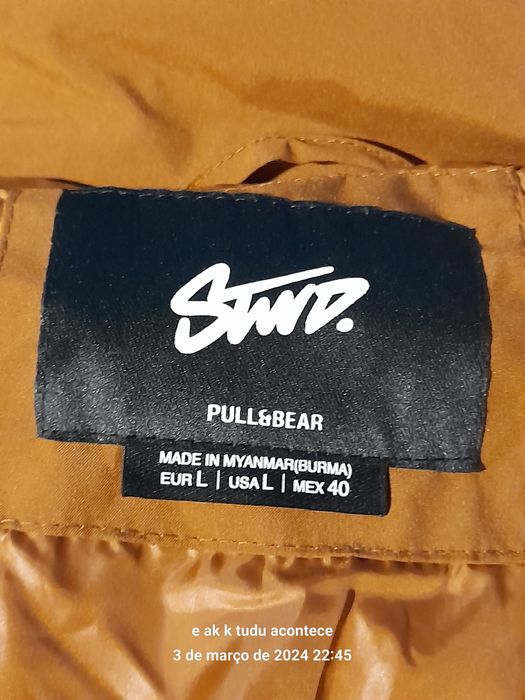 STWD.
PULL&BEAR
MADE IN MYANMAR(BURMA)
EUR L | USA L | MEX 40
e ak k tudu acontece
3 de março de 2024 22:45